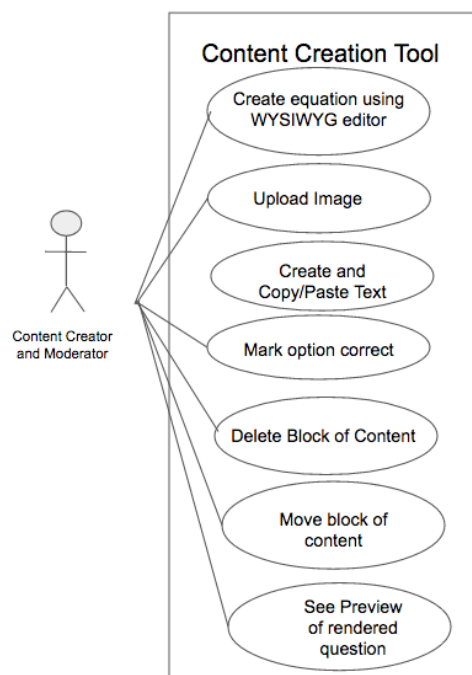 Content Creation Tool
Create equation using
WYSIWYG editor
Upload Image
Create and
Copy/Paste Text
Content Creator
and Moderator
Mark option correct
Delete Block of Content
Move block of
content
See Preview
of rendered
question